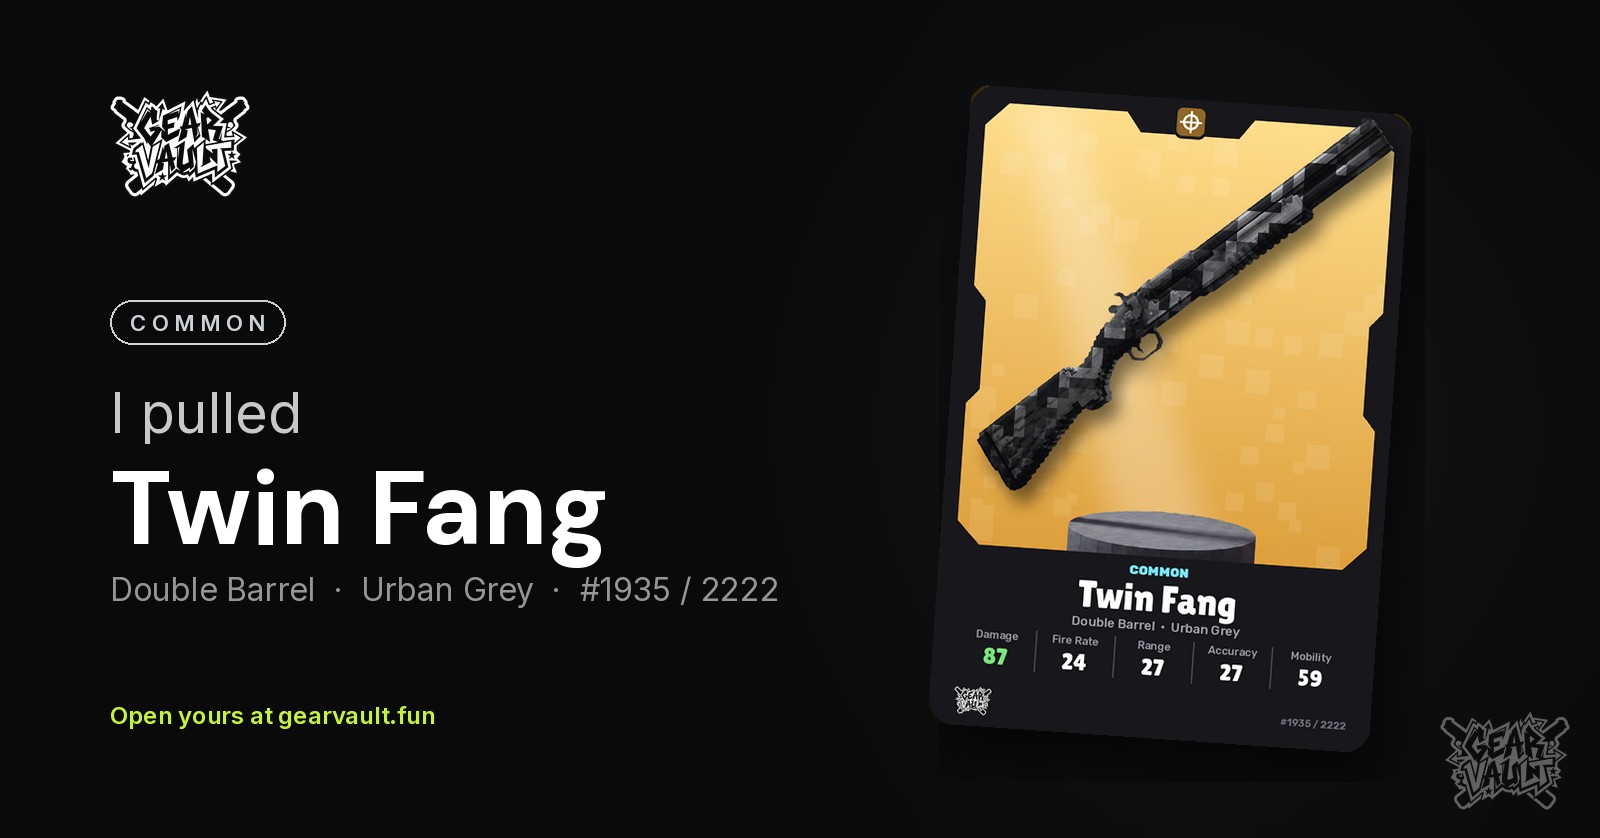 GEAR
VAULT
COMMON
I pulled
Twin Fang
Double Barrel · Urban Grey · #1935 / 2222
Open yours at gearvault.fun
COMMON
Twin Fang
Double Barrel • Urban Grey
Damage Fire Rate Range Accuracy Mobility
87 24 27 27 59
GEAR
VAULT
#1935 / 2222
GEAR
VAULT